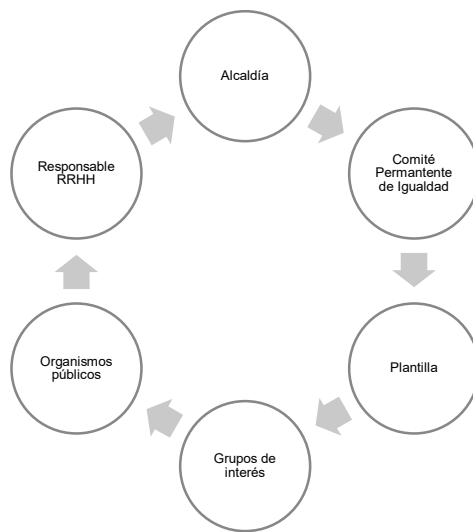 Alcaldía
Comité
Permantente
de Igualdad
Plantilla
Grupos de
interés
Organismos
públicos
Responsable
RRHH